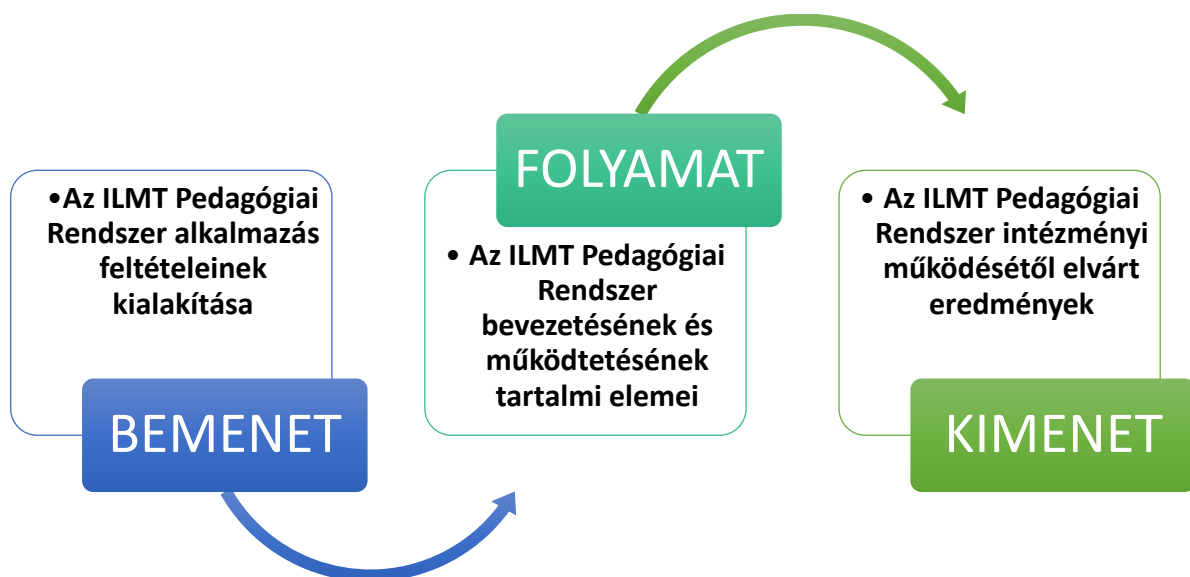 •Az ILMT Pedagógiai
Rendszer alkalmazás
feltételeinek
kialakítása
BEMENET
FOLYAMAT
• Az ILMT Pedagógiai
Rendszer
bevezetésének és
működtetésének
tartalmi elemei
• Az ILMT Pedagógiai
Rendszer intézményi
működésétől elvárt
eredmények
KIMENET